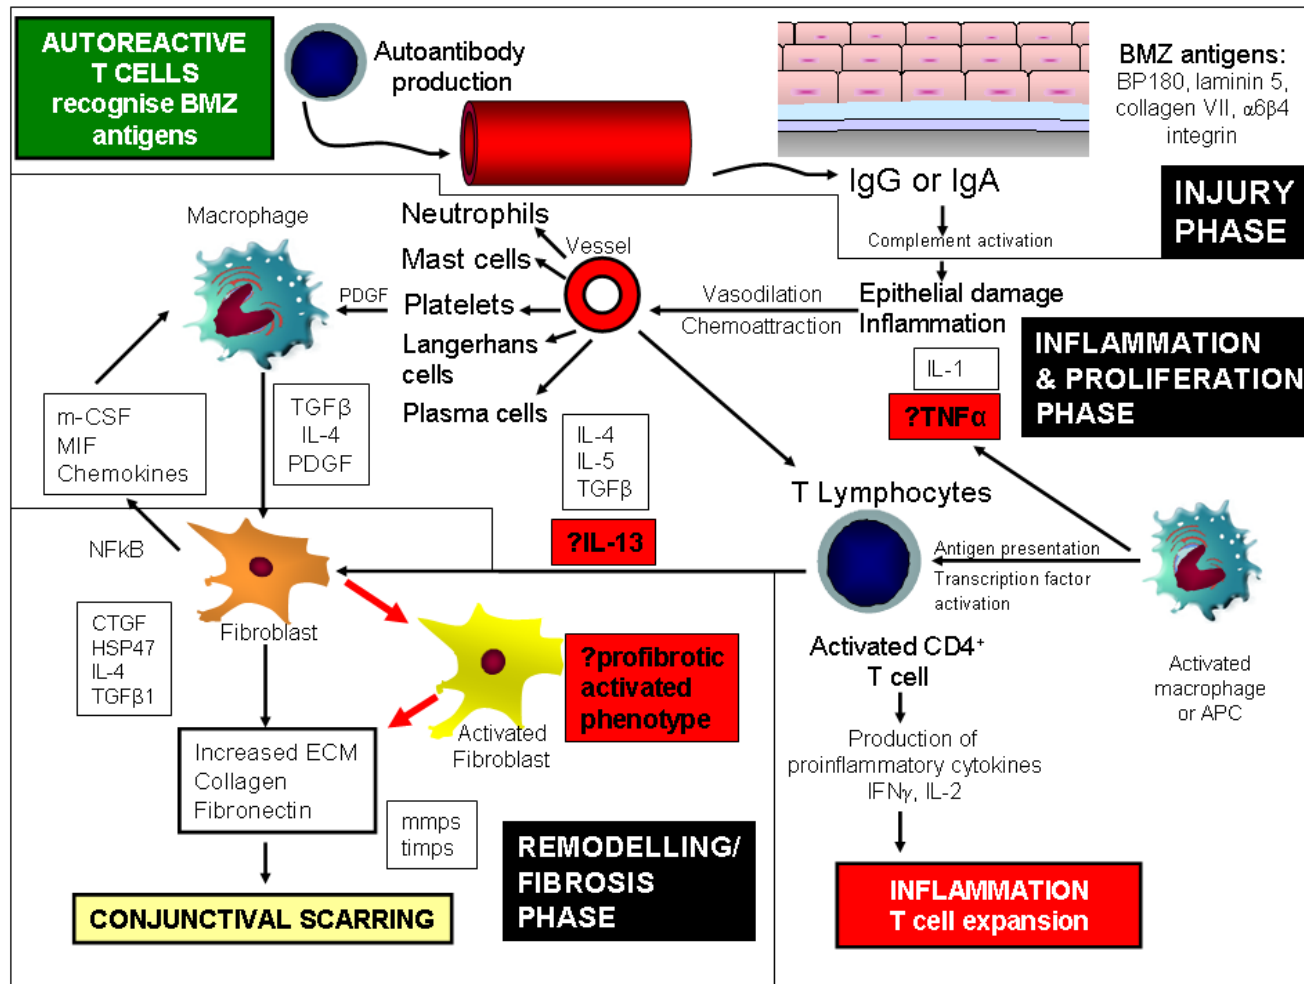 AUTOREACTIVE
T CELLS
recognise BMZ
antigens
Autoantibody
production
BMZ antigens:
BP180, laminin 5,
collagen VII, α6β4
integrin
IgG or IgA
INJURY
PHASE
Complement activation
Macrophage
Neutrophils
Vessel
Mast cells
PDGF
Platelets
Langerhans
cells
Plasma cells
Vasodilation
Chemoattraction
Epithelial damage
Inflammation
IL-1
?TNFα
INFLAMMATION
& PROLIFERATION
PHASE
m-CSF
MIF
Chemokines
TGFβ
IL-4
PDGF
IL-4
IL-5
TGFβ
?IL-13
T Lymphocytes
Antigen presentation
Transcription factor
activation
NFkB
Fibroblast
CTGF
HSP47
IL-4
TGFβ1
?profibrotic
activated
phenotype
Activated
Fibroblast
Activated CD4⁺
T cell
Activated
macrophage
or APC
Production of
proinflammatory cytokines
IFNγ, IL-2
Increased ECM
Collagen
Fibronectin
mmps
timps
REMODELLING/
FIBROSIS
PHASE
CONJUNCTIVAL SCARRING
INFLAMMATION
T cell expansion